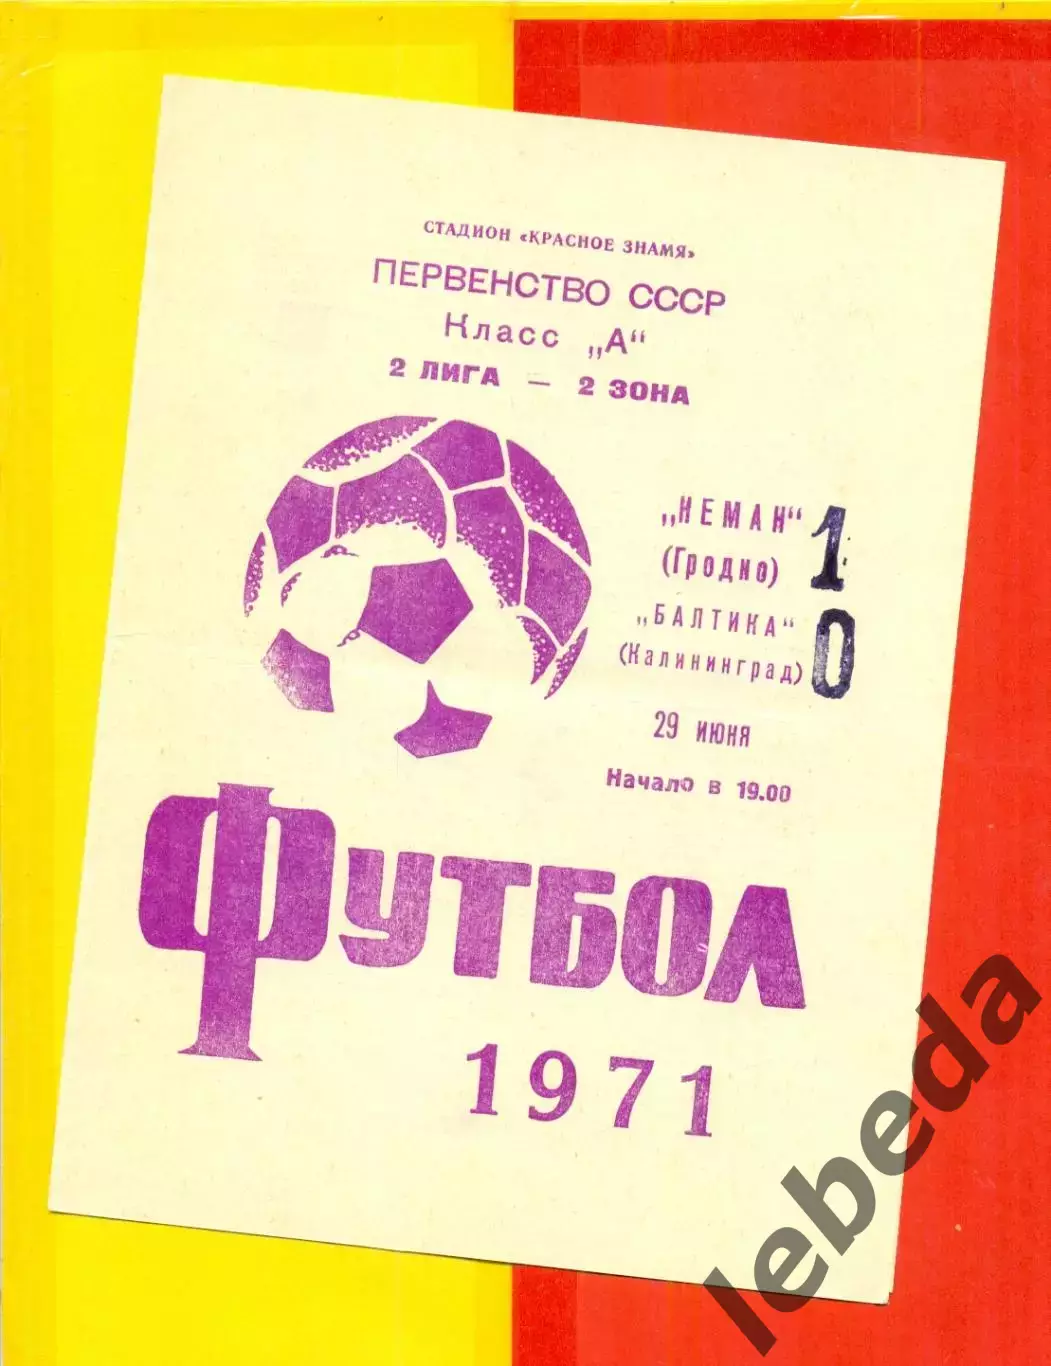 СТАДИОН «КРАСНОЕ ЗНАМЯ»
ПЕРВЕНСТВО СССР
Класс „А“
2 ЛИГА — 2 ЗОНА
„НЕМАН“ 1
(Гродно)
„БАЛТИКА“ 0
(Калининград)
29 ИЮНЯ
Начало в 19.00
ФУТБОЛ
1971
lebeda